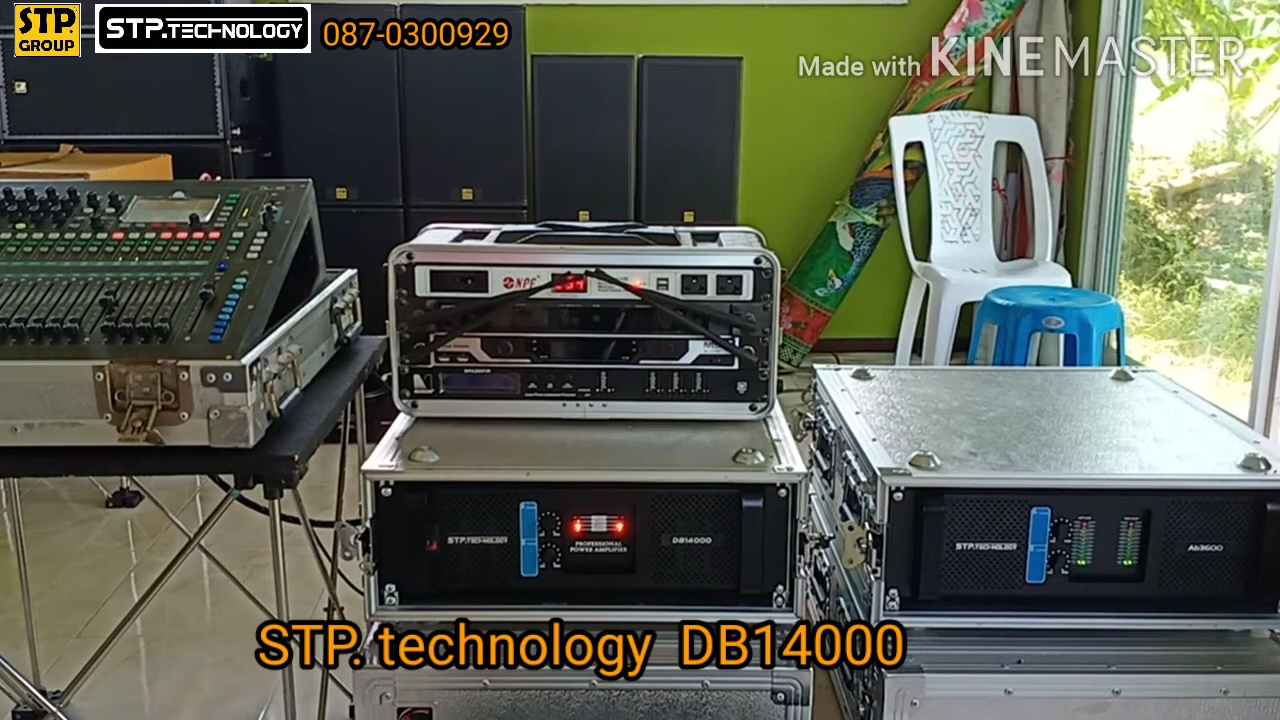 STP.
GROUP
STP.TECHNOLOGY
087-0300929
Made with KINEMASTER
NPE
STP.TECHNOLOGY
PROFESSIONAL
POWER AMPLIFIER
DB14000
STP.TECHNOLOGY
Ab3600
STP. technology DB14000